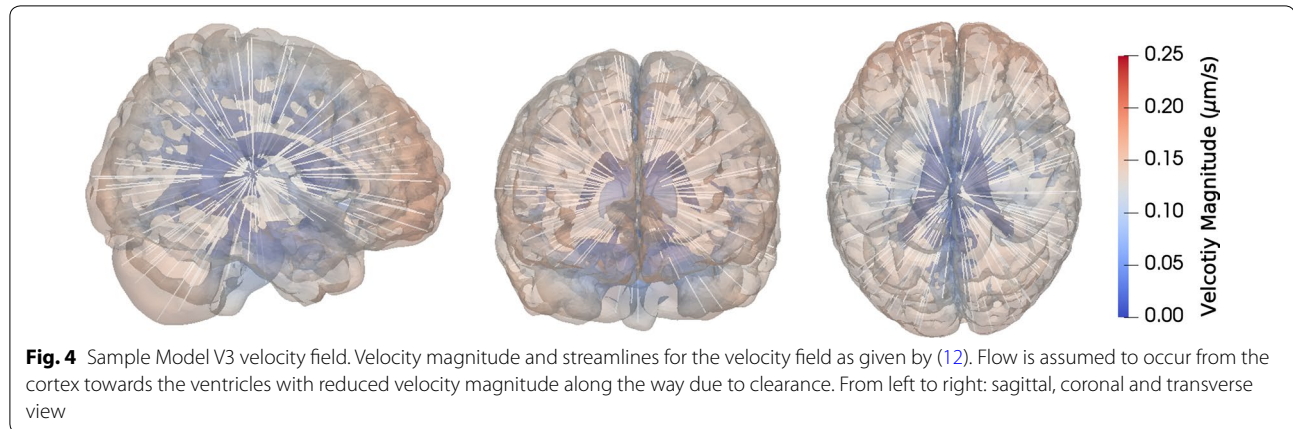 0.25
0.20
0.15
0.10
0.05
0.00
Velcotiy Magnitude (μm/s)
Fig. 4 Sample Model V3 velocity field. Velocity magnitude and streamlines for the velocity field as given by (12). Flow is assumed to occur from the
cortex towards the ventricles with reduced velocity magnitude along the way due to clearance. From left to right: sagittal, coronal and transverse
view